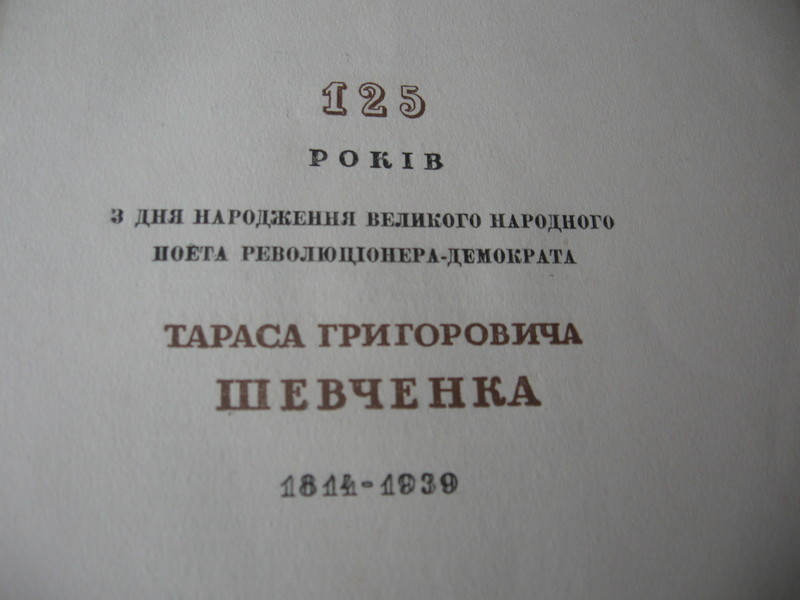 125
РОКІВ
З ДНЯ НАРОДЖЕННЯ ВЕЛИКОГО НАРОДНОГО
ПОЕТА РЕВОЛЮЦІОНЕРА-ДЕМОКРАТА
ТАРАСА ГРИГОРОВИЧА
ШЕВЧЕНКА
1814-1939